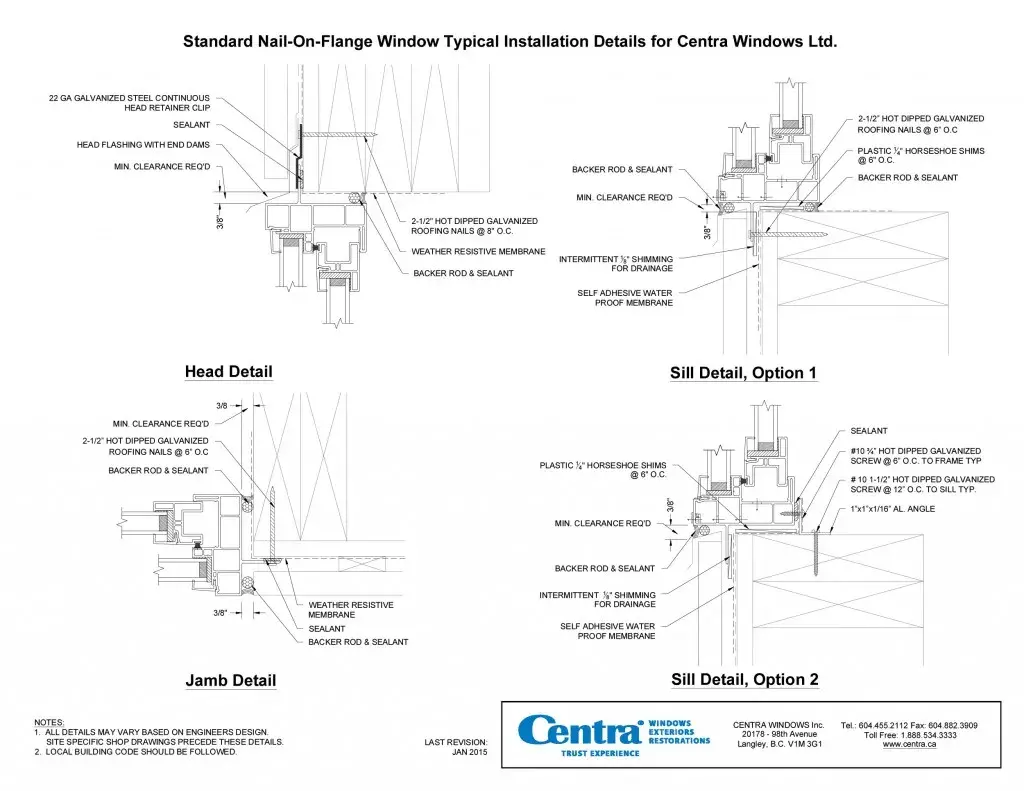 Standard Nail-On-Flange Window Typical Installation Details for Centra Windows Ltd.
22 GA GALVANIZED STEEL CONTINUOUS
HEAD RETAINER CLIP
SEALANT
HEAD FLASHING WITH END DAMS
MIN. CLEARANCE REQ'D
3/8"
2-1/2" HOT DIPPED GALVANIZED
ROOFING NAILS @ 8" O.C.
WEATHER RESISTIVE MEMBRANE
BACKER ROD & SEALANT
Head Detail
2-1/2" HOT DIPPED GALVANIZED
ROOFING NAILS @ 6" O.C
PLASTIC ¼" HORSESHOE SHIMS
@ 6" O.C.
BACKER ROD & SEALANT
BACKER ROD & SEALANT
MIN. CLEARANCE REQ'D
3/8"
INTERMITTENT ⅛" SHIMMING
FOR DRAINAGE
SELF ADHESIVE WATER
PROOF MEMBRANE
Sill Detail, Option 1
3/8
MIN. CLEARANCE REQ'D
2-1/2" HOT DIPPED GALVANIZED
ROOFING NAILS @ 6" O.C
BACKER ROD & SEALANT
3/8"
WEATHER RESISTIVE
MEMBRANE
SEALANT
BACKER ROD & SEALANT
Jamb Detail
SEALANT
#10 ¾" HOT DIPPED GALVANIZED
SCREW @ 6" O.C. TO FRAME TYP
# 10 1-1/2" HOT DIPPED GALVANIZED
SCREW @ 12" O.C. TO SILL TYP.
1"x1"x1/16" AL. ANGLE
PLASTIC ¼" HORSESHOE SHIMS
@ 6" O.C.
3/8"
MIN. CLEARANCE REQ'D
BACKER ROD & SEALANT
INTERMITTENT ⅛" SHIMMING
FOR DRAINAGE
SELF ADHESIVE WATER
PROOF MEMBRANE
Sill Detail, Option 2
NOTES:
1. ALL DETAILS MAY VARY BASED ON ENGINEERS DESIGN.
SITE SPECIFIC SHOP DRAWINGS PRECEDE THESE DETAILS.
2. LOCAL BUILDING CODE SHOULD BE FOLLOWED.
LAST REVISION:
JAN 2015
Centra®
WINDOWS
EXTERIORS
RESTORATIONS
TRUST EXPERIENCE
CENTRA WINDOWS Inc.
20178 - 98th Avenue
Langley, B.C. V1M 3G1
Tel.: 604.455.2112 Fax: 604.882.3909
Toll Free: 1.888.534.3333
www.centra.ca